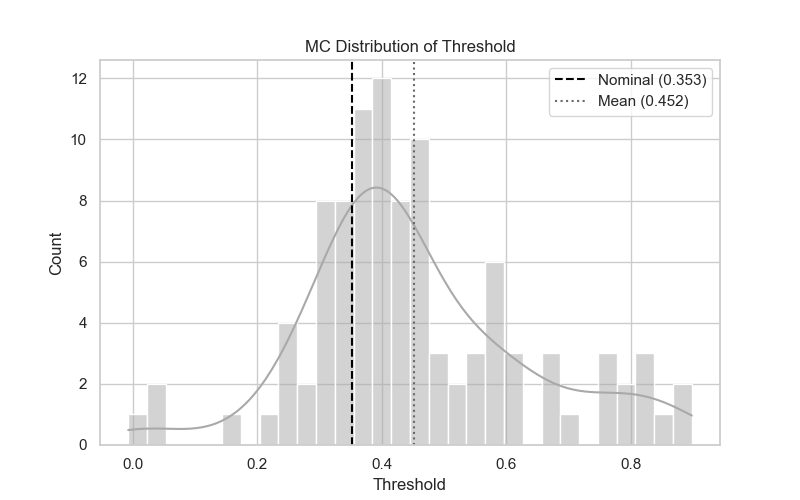 MC Distribution of Threshold
Nominal (0.353)
Mean (0.452)
Count
12
10
8
6
4
2
0
0.0 0.2 0.4 0.6 0.8
Threshold